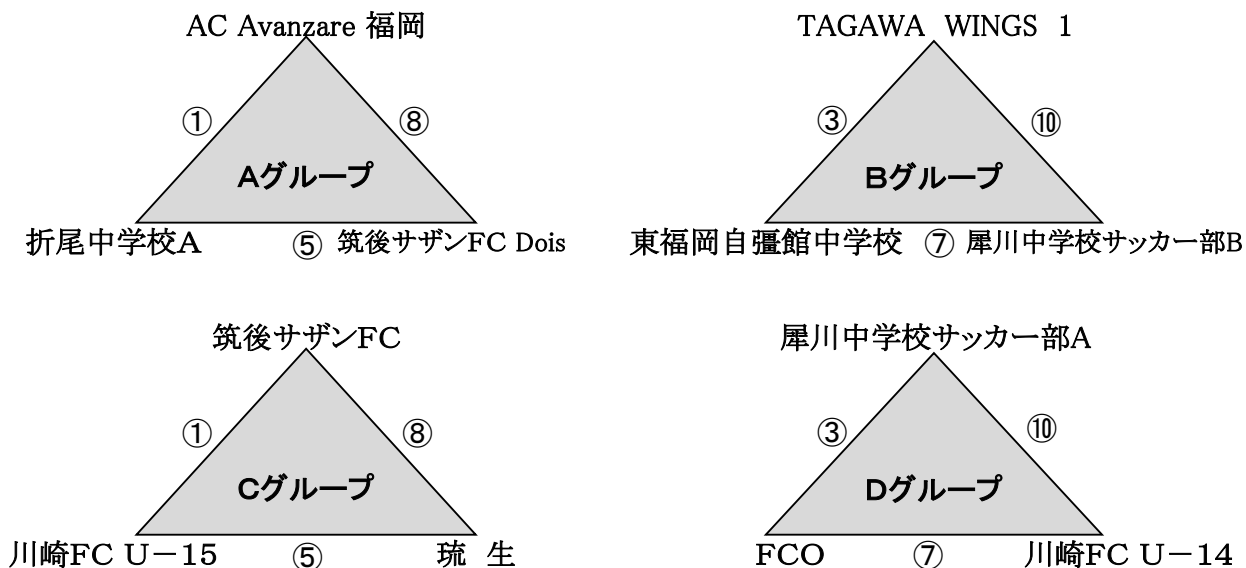 AC Avanzare 福岡
TAGAWA WINGS 1
① ⑧
③ ⑩
Aグループ
Bグループ
折尾中学校A ⑤ 筑後サザンFC Dois
東福岡自彊館中学校 ⑦ 犀川中学校サッカー部B
筑後サザンFC
犀川中学校サッカー部A
① ⑧
③ ⑩
Cグループ
Dグループ
川崎FC U－15 ⑤ 琉 生
FCO ⑦ 川崎FC U－14